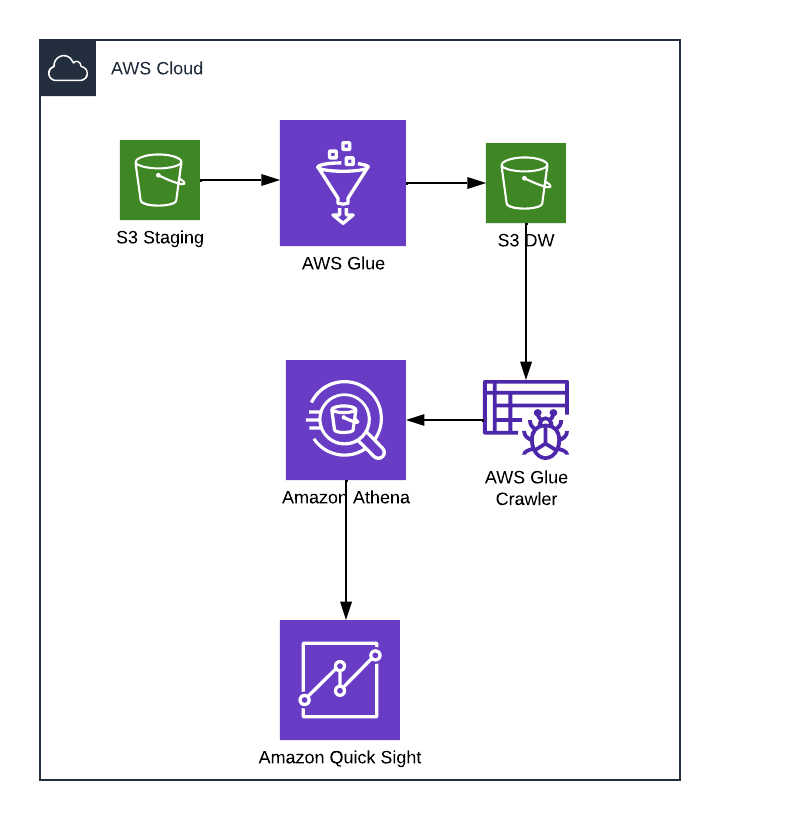 AWS Cloud
S3 Staging
AWS Glue
S3 DW
Amazon Athena
AWS Glue
Crawler
Amazon Quick Sight